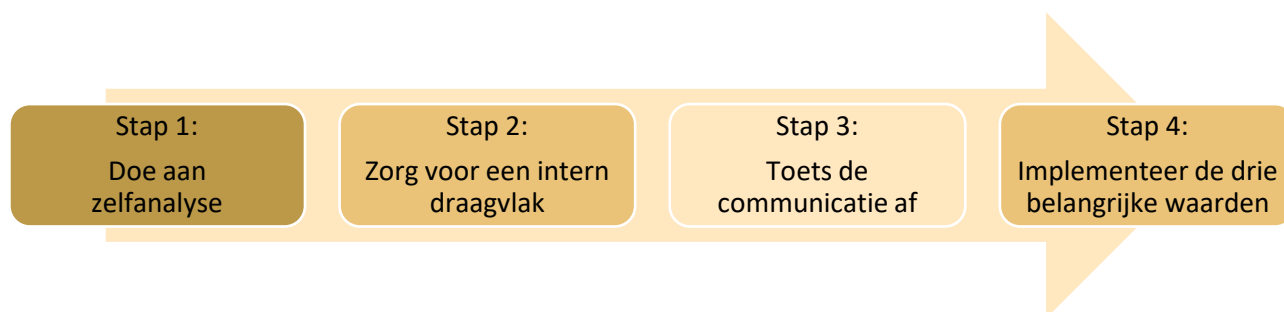 Stap 1:
Doe aan
zelfanalyse
Stap 2:
Zorg voor een intern
draagvlak
Stap 3:
Toets de
communicatie af
Stap 4:
Implementeer de drie
belangrijke waarden